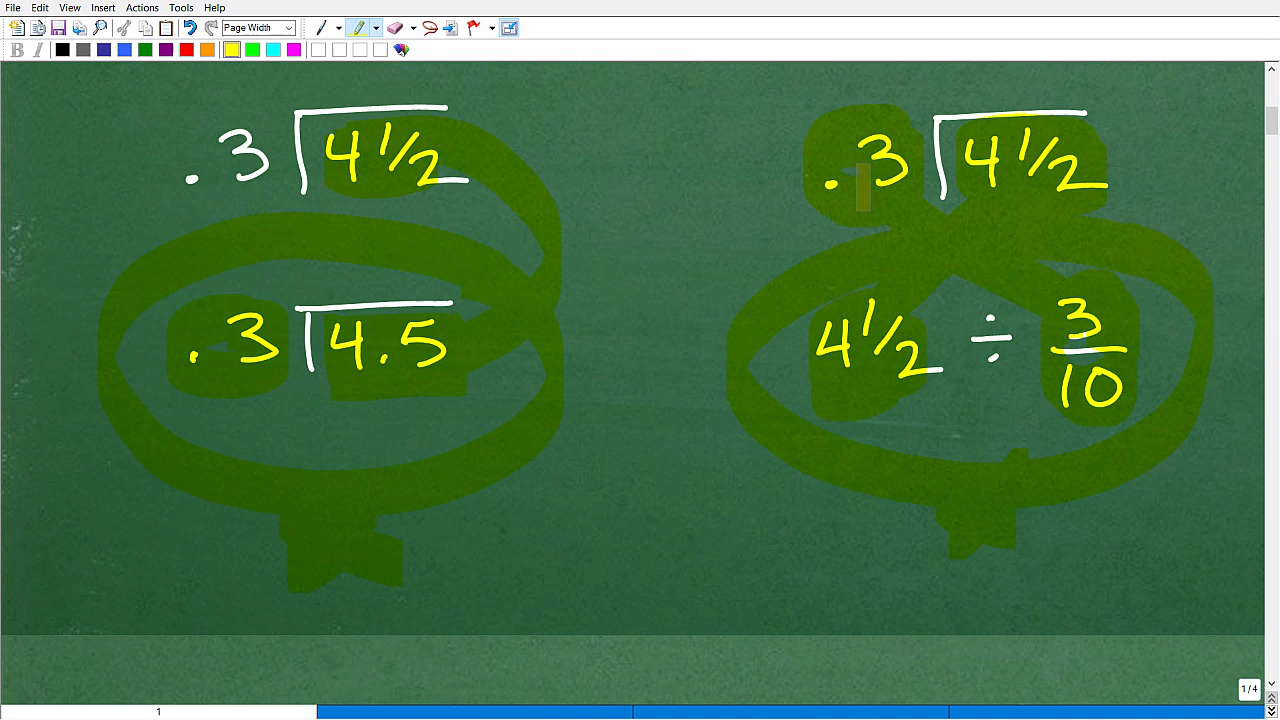 File Edit View Insert Actions Tools Help
Page Width
B I
.3 4 1/2
.3 4 1/2
.3 4.5
4 1/2 ÷ 3/10
1/4
1